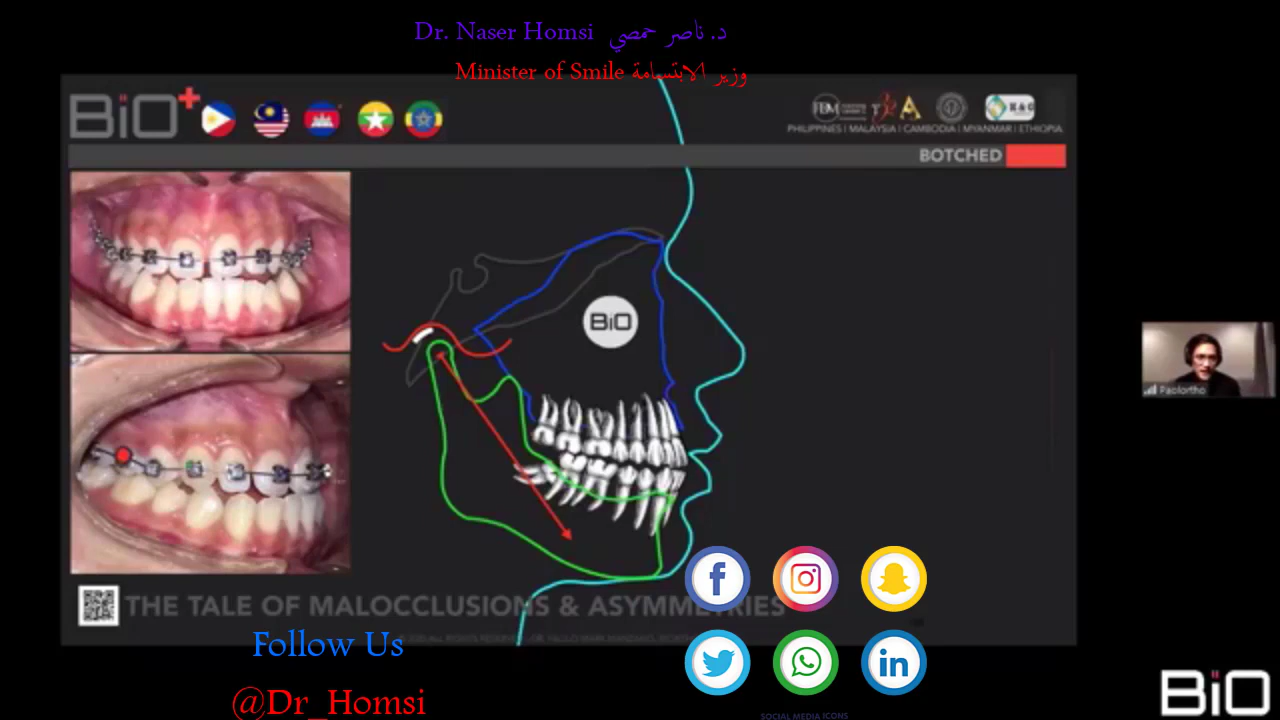 Dr. Naser Homsi د. ناصر حمصي
Minister of Smile وزير الابتسامة
BiO+
PHILIPPINES | MALAYSIA | CAMBODIA | MYANMAR | ETHIOPIA
BOTCHED
BiO
Paolortho
THE TALE OF MALOCCLUSIONS & ASYMMETRIES
Follow Us
@Dr_Homsi
SOCIAL MEDIA ICONS
BiO